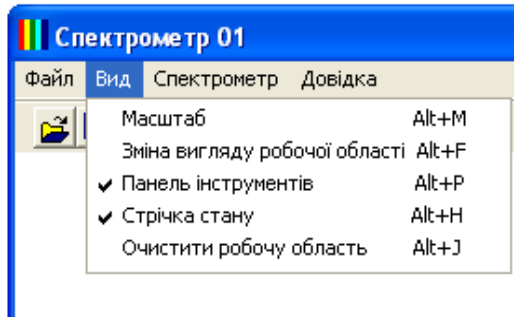 Спектрометр 01
Файл Вид Спектрометр Довідка
Масштаб Alt+M
Зміна вигляду робочої області Alt+F
Панель інструментів Alt+P
Стрічка стану Alt+H
Очистити робочу область Alt+J